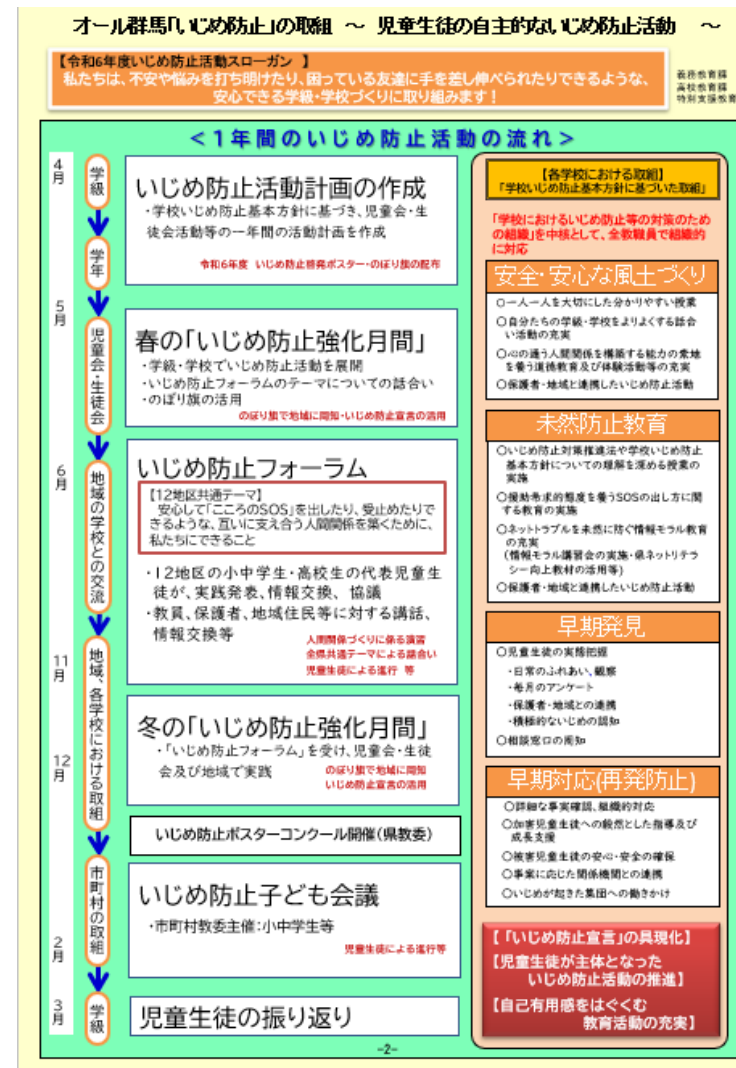 オール群馬「いじめ防止」の取組 ～ 児童生徒の自主的ないじめ防止活動 ～
【令和6年度いじめ防止活動スローガン 】
私たちは、不安や悩みを打ち明けたり、困っている友達に手を差し伸べられたりできるような、
安心できる学級・学校づくりに取り組みます！
義務教育課
高校教育課
特別支援教育
＜1年間のいじめ防止活動の流れ＞
4月
学級
学年
5月
児童会・生徒会
6月
地域の学校との交流
11月
地域、各学校における取組
12月
市町村の取組
2月
3月
学級
いじめ防止活動計画の作成
・学校いじめ防止基本方針に基づき、児童会・生
徒会活動等の一年間の活動計画を作成
令和6年度 いじめ防止啓発ポスター・のぼり旗の配布
春の「いじめ防止強化月間」
・学級・学校でいじめ防止活動を展開
・いじめ防止フォーラムのテーマについての話合い
・のぼり旗の活用
のぼり旗で地域に周知・いじめ防止宣言の活用
いじめ防止フォーラム
【12地区共通テーマ】
安心して「こころのSOS」を出したり、受止めたりで
きるような、互いに支え合う人間関係を築くために、
私たちにできること
・12地区の小中学生・高校生の代表児童生
徒が、実践発表、情報交換、協議
・教員、保護者、地域住民等に対する講話、
情報交換等
人間関係づくりに係る演習
全県共通テーマによる話合い
児童生徒による進行 等
冬の「いじめ防止強化月間」
・「いじめ防止フォーラム」を受け、児童会・生徒
会及び地域で実践
のぼり旗で地域に周知
いじめ防止宣言の活用
いじめ防止ポスターコンクール開催(県教委)
いじめ防止子ども会議
・市町村教委主催：小中学生等
児童生徒による進行等
児童生徒の振り返り
【各学校における取組】
「学校いじめ防止基本方針に基づいた取組」
「学校におけるいじめ防止等の対策のため
の組織」を中核として、全教職員で組織的
に対応
安全・安心な風土づくり
○一人一人を大切にした分かりやすい授業
○自分たちの学級・学校をよりよくする話合
い活動の充実
○心の通う人間関係を構築する能力の素地
を養う道徳教育及び体験活動等の充実
○保護者・地域と連携したいじめ防止活動
未然防止教育
○いじめ防止対策推進法や学校いじめ防止
基本方針についての理解を深める授業の
実施
○援助希求的態度を養うSOSの出し方に関
する教育の実施
○ネットトラブルを未然に防ぐ情報モラル教育
の充実
(情報モラル講習会の実施・県ネットリテラ
シー向上教材の活用等)
○保護者・地域と連携したいじめ防止活動
早期発見
○児童生徒の実態把握
・日常のふれあい、観察
・毎月のアンケート
・保護者・地域との連携
・積極的ないじめの認知
○相談窓口の周知
早期対応(再発防止)
○詳細な事実確認、組織的対応
○加害児童生徒への毅然とした指導及び
成長支援
○被害児童生徒の安心・安全の確保
○事案に応じた関係機関との連携
○いじめが起きた集団への働きかけ
【「いじめ防止宣言」の具現化】
【児童生徒が主体となった
いじめ防止活動の推進】
【自己有用感をはぐくむ
教育活動の充実】
-2-